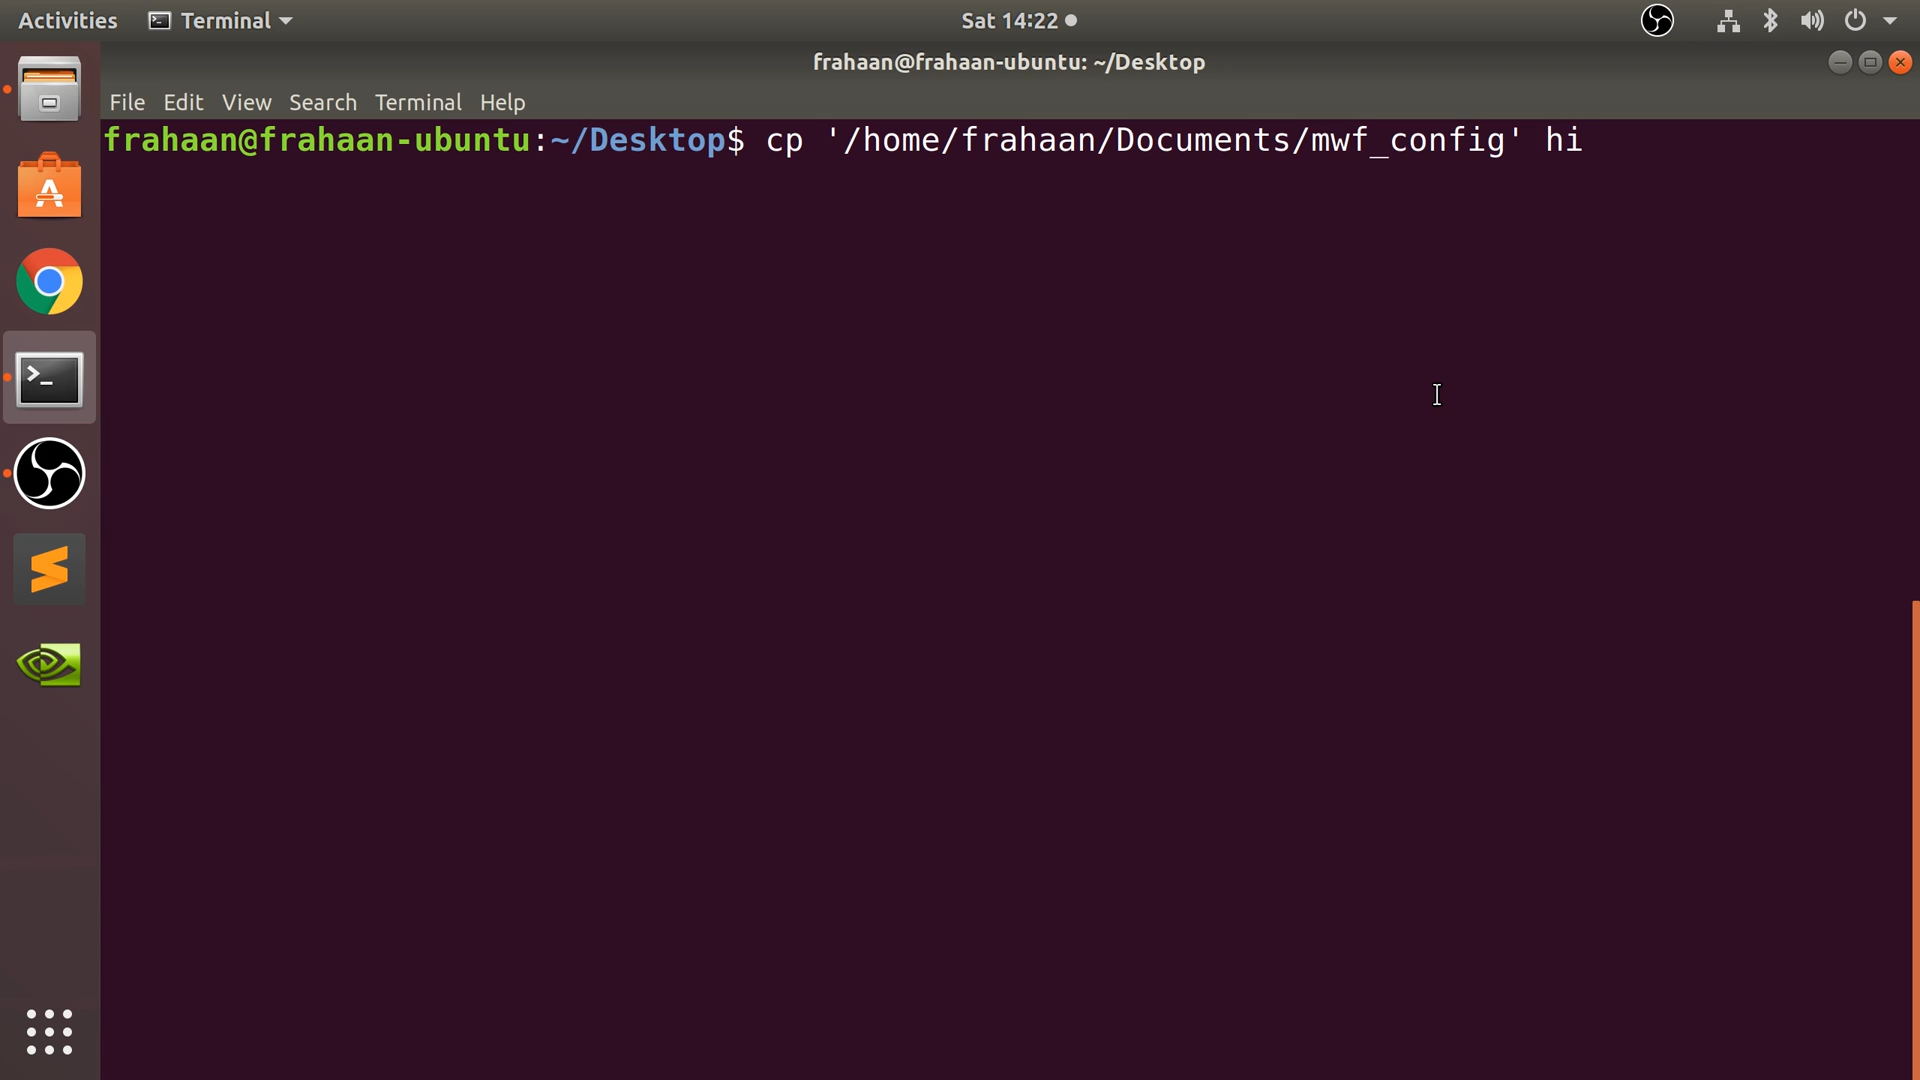 Activities Terminal Sat 14:22
frahaan@frahaan-ubuntu: ~/Desktop
File Edit View Search Terminal Help
frahaan@frahaan-ubuntu:~/Desktop$ cp '/home/frahaan/Documents/mwf_config' hi